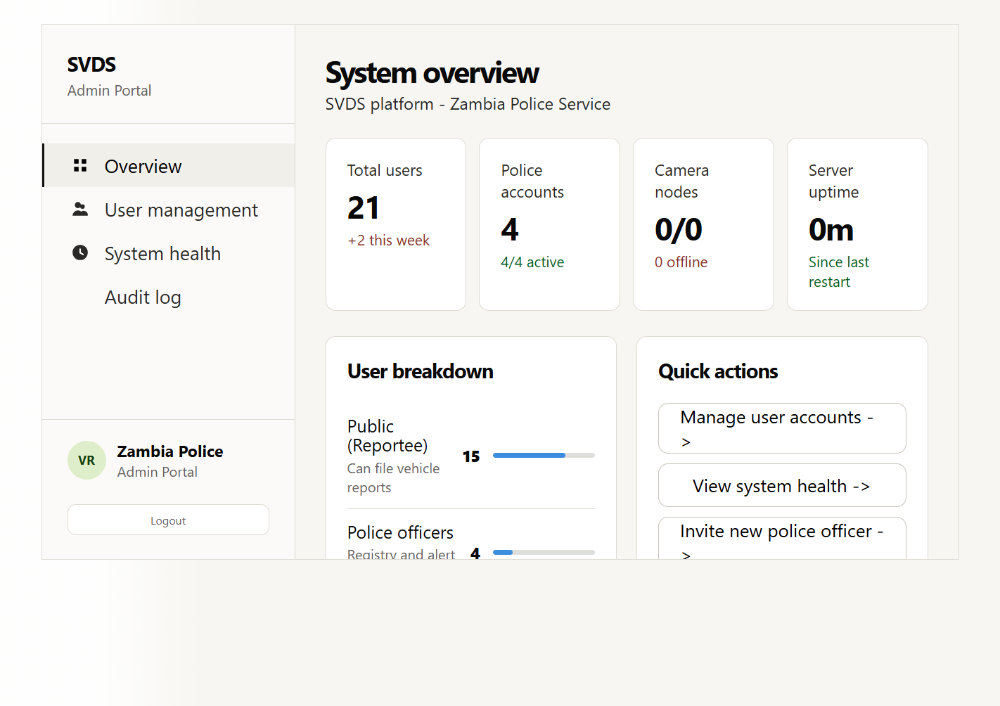 SVDS
Admin Portal
Overview
User management
System health
Audit log
VR
Zambia Police
Admin Portal
Logout
System overview
SVDS platform - Zambia Police Service
Total users
21
+2 this week
Police
accounts
4
4/4 active
Camera
nodes
0/0
0 offline
Server
uptime
0m
Since last
restart
User breakdown
Public
(Reportee)
Can file vehicle
reports
15
Police officers
Registry and alert
4
Quick actions
Manage user accounts -
>
View system health ->
Invite new police officer -
>